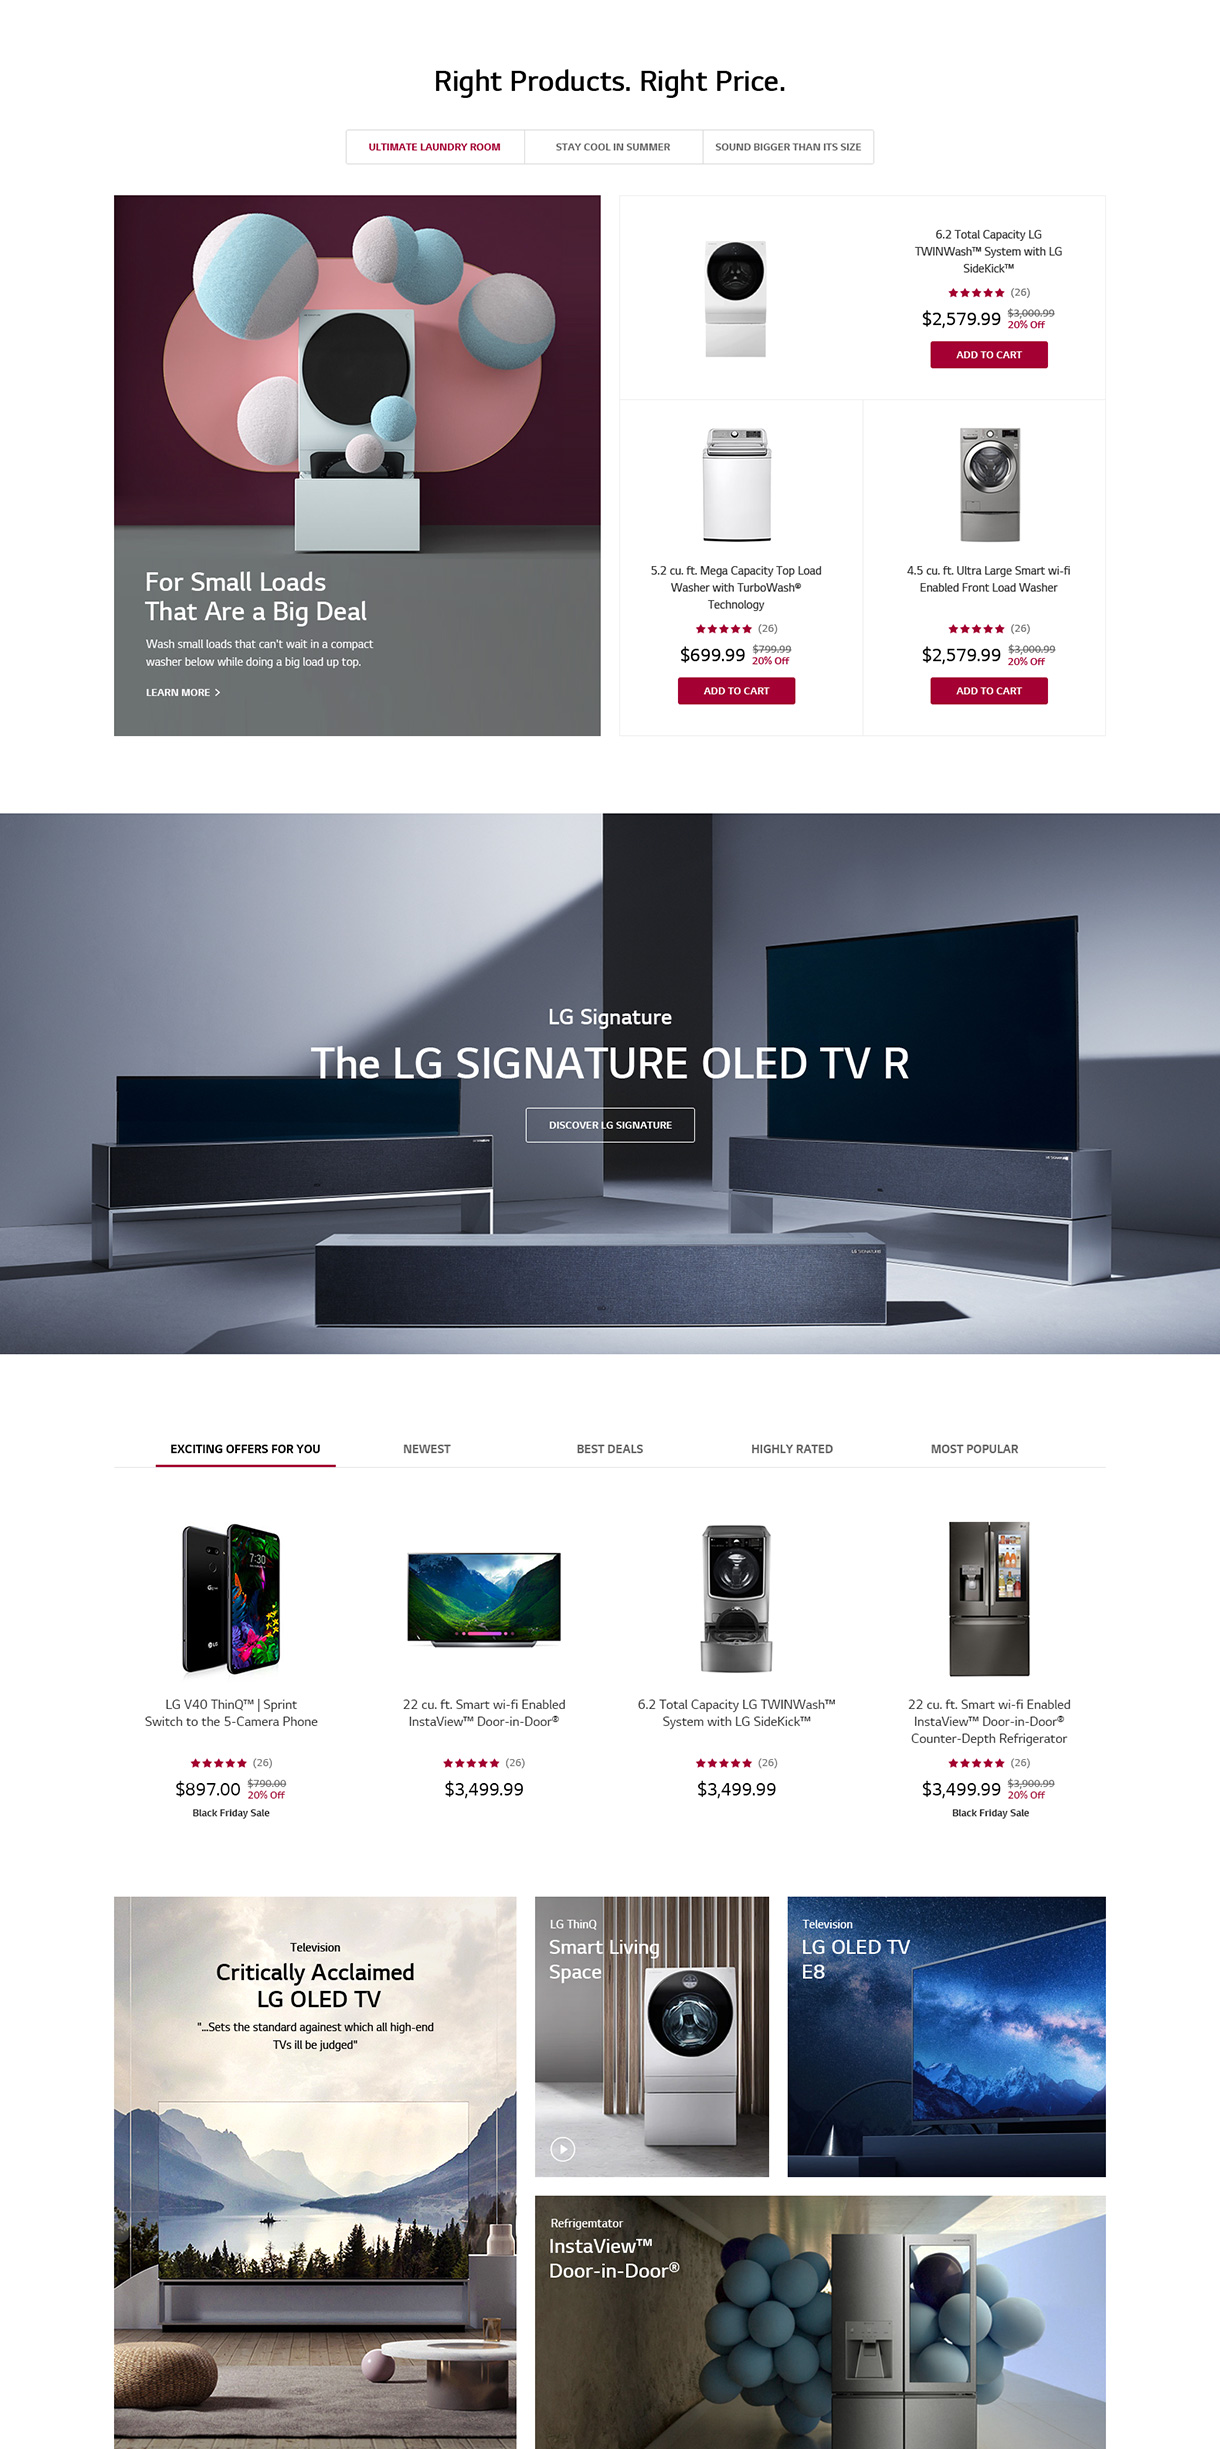 Right Products. Right Price.
ULTIMATE LAUNDRY ROOM
STAY COOL IN SUMMER
SOUND BIGGER THAN ITS SIZE
For Small Loads
That Are a Big Deal
Wash small loads that can't wait in a compact
washer below while doing a big load up top.
LEARN MORE >
6.2 Total Capacity LG
TWINWash™ System with LG
SideKick™
★★★★★ (26)
$2,579.99 $3,000.99
20% Off
ADD TO CART
5.2 cu. ft. Mega Capacity Top Load
Washer with TurboWash®
Technology
★★★★★ (26)
$699.99 $799.99
20% Off
ADD TO CART
4.5 cu. ft. Ultra Large Smart wi-fi
Enabled Front Load Washer
★★★★★ (26)
$2,579.99 $3,000.99
20% Off
ADD TO CART
LG Signature
The LG SIGNATURE OLED TV R
DISCOVER LG SIGNATURE
LG SIGNATURE
EXCITING OFFERS FOR YOU
NEWEST
BEST DEALS
HIGHLY RATED
MOST POPULAR
7:30
LG
LG V40 ThinQ™ | Sprint
Switch to the 5-Camera Phone
★★★★★ (26)
$897.00 $790.00
20% Off
Black Friday Sale
22 cu. ft. Smart wi-fi Enabled
InstaView™ Door-in-Door®
★★★★★ (26)
$3,499.99
6.2 Total Capacity LG TWINWash™
System with LG SideKick™
★★★★★ (26)
$3,499.99
22 cu. ft. Smart wi-fi Enabled
InstaView™ Door-in-Door®
Counter-Depth Refrigerator
★★★★★ (26)
$3,499.99 $3,900.99
20% Off
Black Friday Sale
Television
Critically Acclaimed
LG OLED TV
"...Sets the standard againest which all high-end
TVs ill be judged"
LG ThinQ
Smart Living
Space
Television
LG OLED TV
E8
Refrigemtator
InstaView™
Door-in-Door®